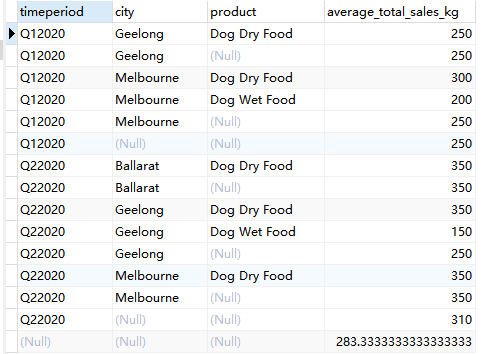 timeperiod city product average_total_sales_kg
Q12020 Geelong Dog Dry Food 250
Q12020 Geelong (Null) 250
Q12020 Melbourne Dog Dry Food 300
Q12020 Melbourne Dog Wet Food 200
Q12020 Melbourne (Null) 250
Q12020 (Null) (Null) 250
Q22020 Ballarat Dog Dry Food 350
Q22020 Ballarat (Null) 350
Q22020 Geelong Dog Dry Food 350
Q22020 Geelong Dog Wet Food 150
Q22020 Geelong (Null) 250
Q22020 Melbourne Dog Dry Food 350
Q22020 Melbourne (Null) 350
Q22020 (Null) (Null) 310
(Null) (Null) (Null) 283.3333333333333333